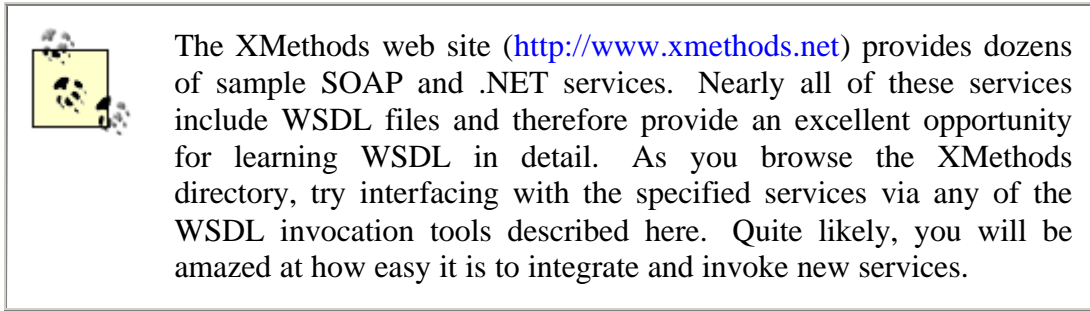 The XMethods web site (http://www.xmethods.net) provides dozens
of sample SOAP and .NET services. Nearly all of these services
include WSDL files and therefore provide an excellent opportunity
for learning WSDL in detail. As you browse the XMethods
directory, try interfacing with the specified services via any of the
WSDL invocation tools described here. Quite likely, you will be
amazed at how easy it is to integrate and invoke new services.